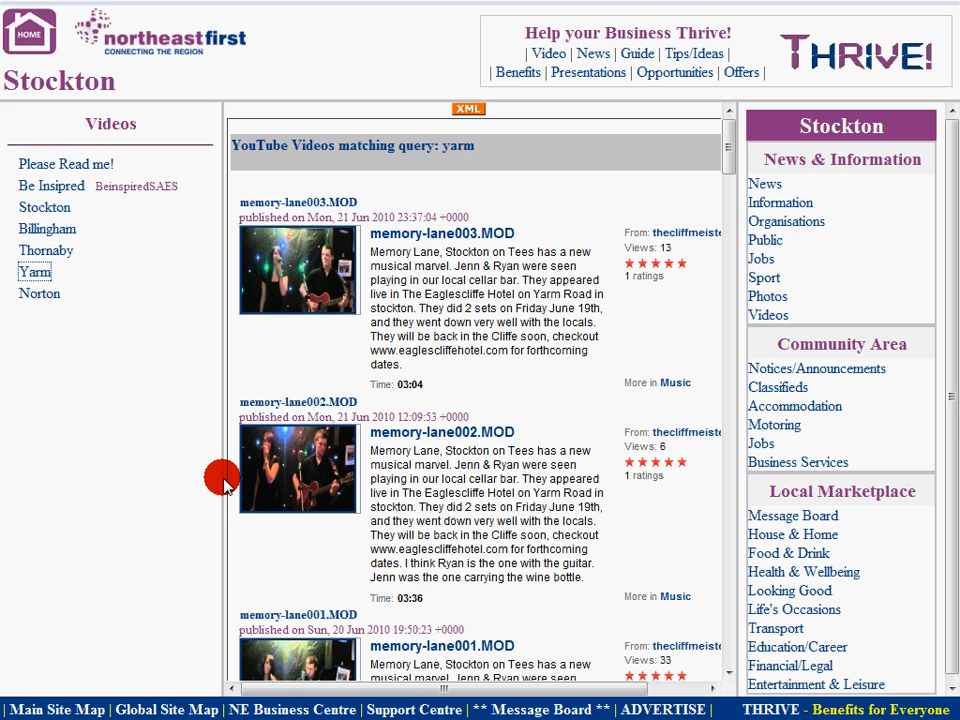 HOME
northeastfirst
CONNECTING THE REGION
Stockton
Help your Business Thrive!
| Video | News | Guide | Tips/Ideas |
| Benefits | Presentations | Opportunities | Offers |
THRIVE!
Videos
Please Read me!
Be Insipred BeinspiredSAES
Stockton
Billingham
Thornaby
Yarm
Norton
XML
YouTube Videos matching query: yarm
memory-lane003.MOD
published on Mon, 21 Jun 2010 23:37:04 +0000
memory-lane003.MOD
Memory Lane, Stockton on Tees has a new
musical marvel. Jenn & Ryan were seen
playing in our local cellar bar. They appeared
live in The Eaglescliffe Hotel on Yarm Road in
stockton. They did 2 sets on Friday June 19th,
and they went down very well with the locals.
They will be back in the Cliffe soon, checkout
www.eaglescliffehotel.com for forthcoming
dates.
Time: 03:04
From: thecliffmeiste
Views: 13
1 ratings
More in Music
memory-lane002.MOD
published on Mon, 21 Jun 2010 12:09:53 +0000
memory-lane002.MOD
Memory Lane, Stockton on Tees has a new
musical marvel. Jenn & Ryan were seen
playing in our local cellar bar. They appeared
live in The Eaglescliffe Hotel on Yarm Road in
stockton. They did 2 sets on Friday June 19th,
and they went down very well with the locals.
They will be back in the Cliffe soon, checkout
www.eaglescliffehotel.com for forthcoming
dates. I think Ryan is the one with the guitar.
Jenn was the one carrying the wine bottle.
Time: 03:36
From: thecliffmeiste
Views: 6
1 ratings
More in Music
memory-lane001.MOD
published on Sun, 20 Jun 2010 19:50:23 +0000
memory-lane001.MOD
Memory Lane, Stockton on Tees has a new
musical marvel. Jenn & Ryan were seen
From: thecliffmeiste
Views: 33
Stockton
News & Information
News
Information
Organisations
Public
Jobs
Sport
Photos
Videos
Community Area
Notices/Announcements
Classifieds
Accommodation
Motoring
Jobs
Business Services
Local Marketplace
Message Board
House & Home
Food & Drink
Health & Wellbeing
Looking Good
Life's Occasions
Transport
Education/Career
Financial/Legal
Entertainment & Leisure
| Main Site Map | Global Site Map | NE Business Centre | Support Centre | ** Message Board ** | ADVERTISE | THRIVE - Benefits for Everyone